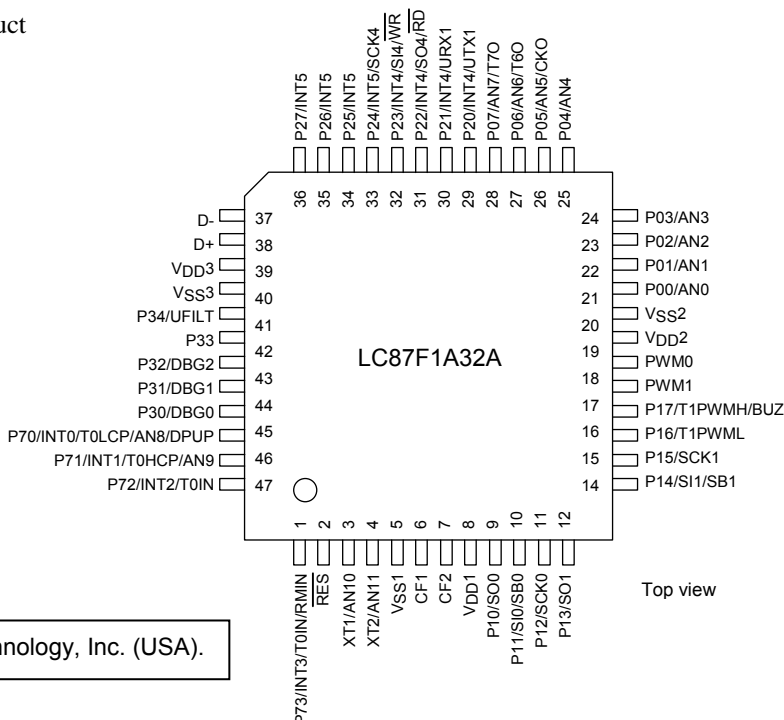 uct
P27/INT5
P26/INT5
P25/INT5
P24/INT5/SCK4
P23/INT4/SI4/WR
P22/INT4/SO4/RD
P21/INT4/URX1
P20/INT4/UTX1
P07/AN7/T7O
P06/AN6/T6O
P05/AN5/CKO
P04/AN4
36 35 34 33 32 31 30 29 28 27 26 25
D-
D+
VDD3
VSS3
P34/UFILT
P33
P32/DBG2
P31/DBG1
P30/DBG0
P70/INT0/T0LCP/AN8/DPUP
P71/INT1/T0HCP/AN9
P72/INT2/T0IN
37
38
39
40
41
42
43
44
45
46
47
LC87F1A32A
24
23
22
21
20
19
18
17
16
15
14
P03/AN3
P02/AN2
P01/AN1
P00/AN0
VSS2
VDD2
PWM0
PWM1
P17/T1PWMH/BUZ
P16/T1PWML
P15/SCK1
P14/SI1/SB1
1 2 3 4 5 6 7 8 9 10 11 12
P73/INT3/T0IN/RMIN
RES
XT1/AN10
XT2/AN11
VSS1
CF1
CF2
VDD1
P10/SO0
P11/SI0/SB0
P12/SCK0
P13/SO1
Top view
nnology, Inc. (USA).